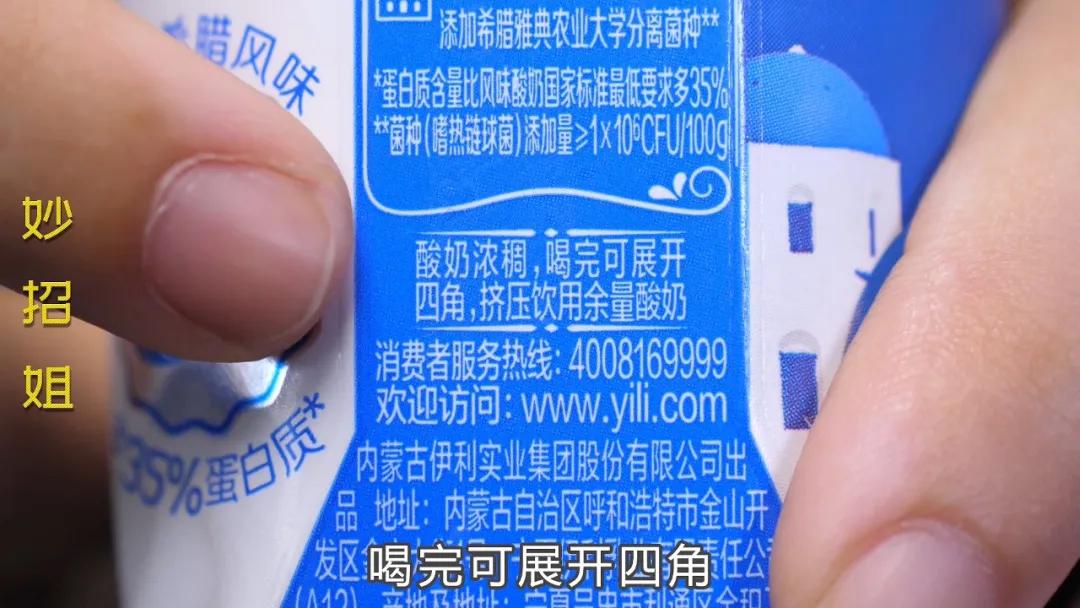 腊风味
添加希腊雅典农业大学分离菌种**
*蛋白质含量比风味酸奶国家标准最低要求多35%
**菌种(嗜热链球菌)添加量≥1×10⁶CFU/100g
酸奶浓稠,喝完可展开
四角,挤压饮用余量酸奶
消费者服务热线:4008169999
欢迎访问:www.yili.com
35%蛋白质*
内蒙古伊利实业集团股份有限公司出
品 地址:内蒙古自治区呼和浩特市金山开
发区
责任公
(A12)
妙招姐
喝完可展开四角